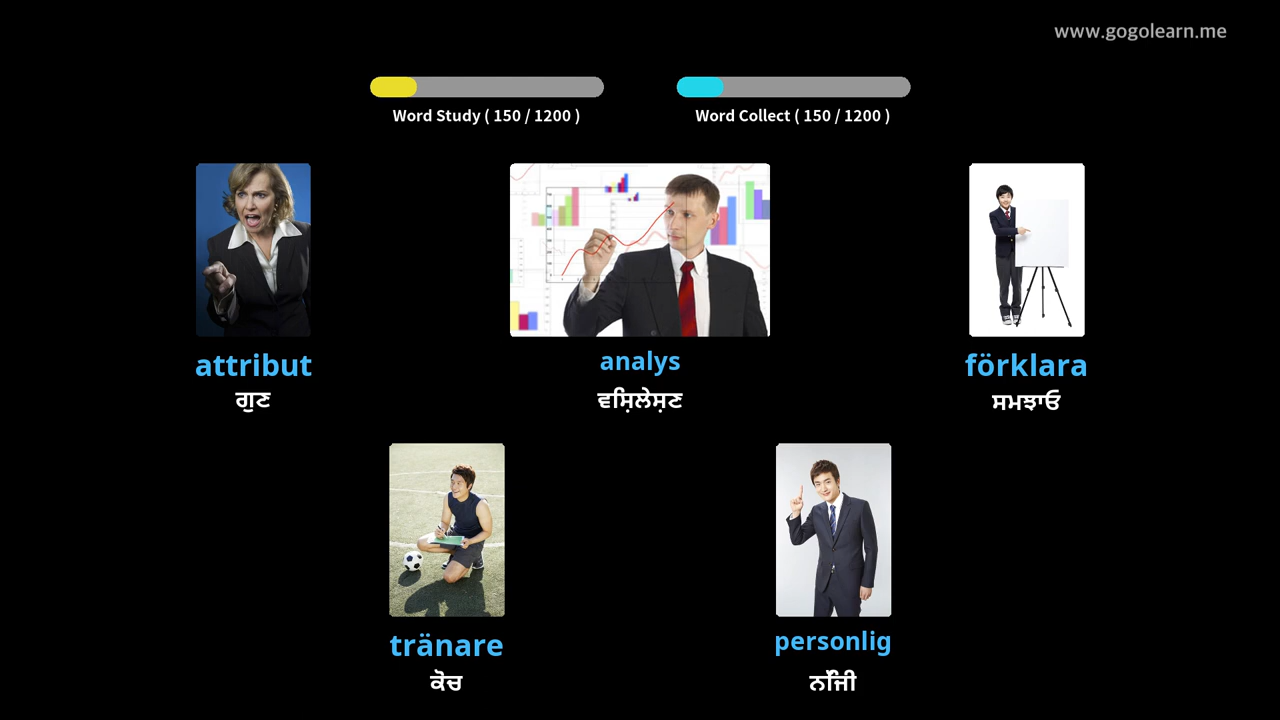 www.gogolearn.me
Word Study ( 150 / 1200 )
Word Collect ( 150 / 1200 )
attribut
ਗੁਣ
analys
ਵਿਸ਼ਲੇਸ਼ਣ
förklara
ਸਮਝਾਓ
tränare
ਕੋਚ
personlig
ਨਿੱਜੀ